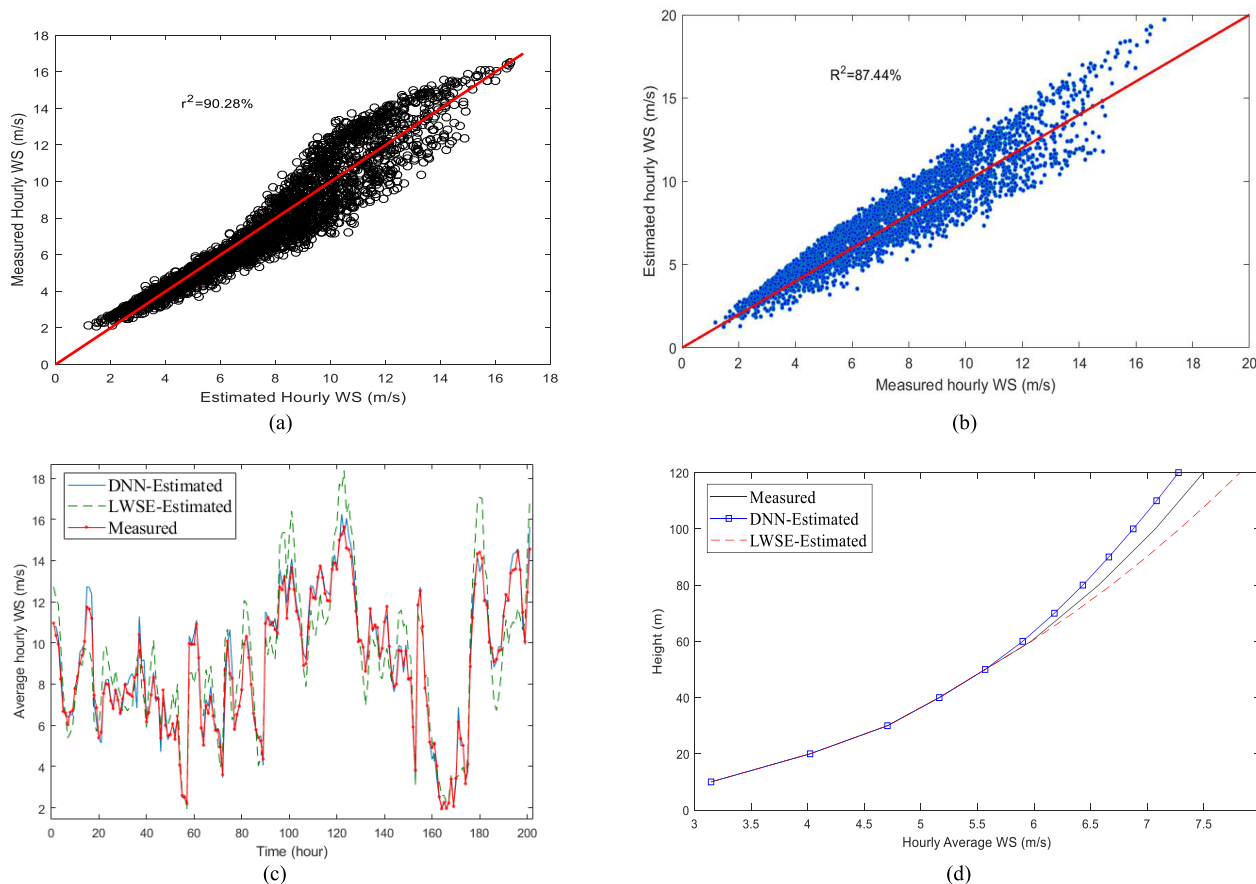 18
16
14
12
10
8
6
4
2
0
r²=90.28%
Measured Hourly WS (m/s)
0 2 4 6 8 10 12 14 16 18
Estimated Hourly WS (m/s)
(a)
20
15
10
5
0
R²=87.44%
Estimated hourly WS (m/s)
0 2 4 6 8 10 12 14 16 18 20
Measured hourly WS (m/s)
(b)
18
16
14
12
10
8
6
4
2
DNN-Estimated
LWSE-Estimated
Measured
Average hourly WS (m/s)
0 20 40 60 80 100 120 140 160 180 200
Time (hour)
(c)
120
100
80
60
40
20
0
Measured
DNN-Estimated
LWSE-Estimated
Height (m)
3 3.5 4 4.5 5 5.5 6 6.5 7 7.5
Hourly Average WS (m/s)
(d)